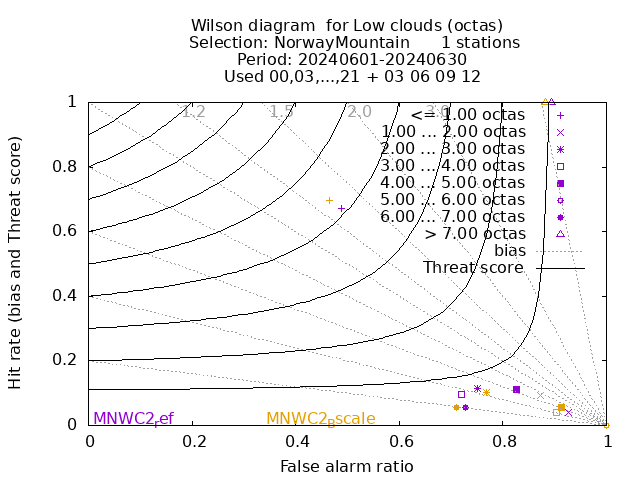 Wilson diagram  for Low clouds (octas)
Selection: NorwayMountain      1 stations
Period: 20240601-20240630
Used 00,03,...,21 + 03 06 09 12
Hit rate (bias and Threat score)
1
0.8
0.6
0.4
0.2
0
1.2 1.5 2.0 3.0
<= 1.00 octas
1.00 ... 2.00 octas
2.00 ... 3.00 octas
3.00 ... 4.00 octas
4.00 ... 5.00 octas
5.00 ... 6.00 octas
6.00 ... 7.00 octas
> 7.00 octas
bias
Threat score
MNWC2ref MNWC2Bscale
0 0.2 0.4 0.6 0.8 1
False alarm ratio